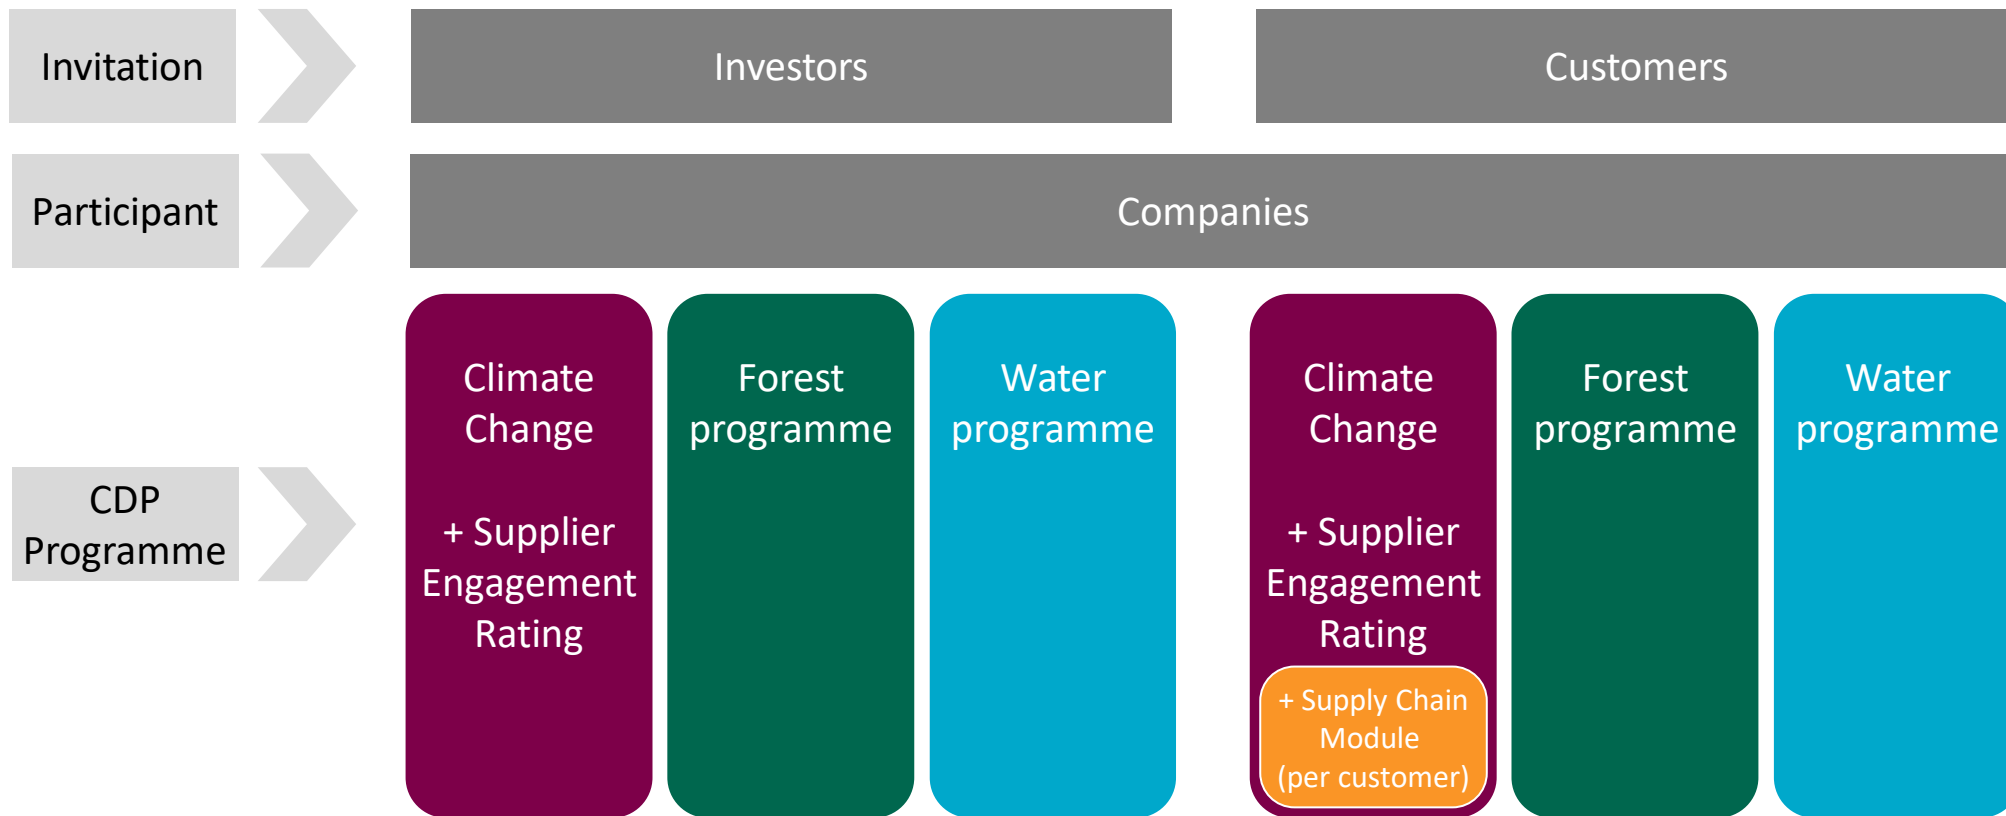 Invitation
Investors
Customers
Participant
Companies
CDP
Programme
Climate
Change
+ Supplier
Engagement
Rating
Forest
programme
Water
programme
Climate
Change
+ Supplier
Engagement
Rating
+ Supply Chain
Module
(per customer)
Forest
programme
Water
programme